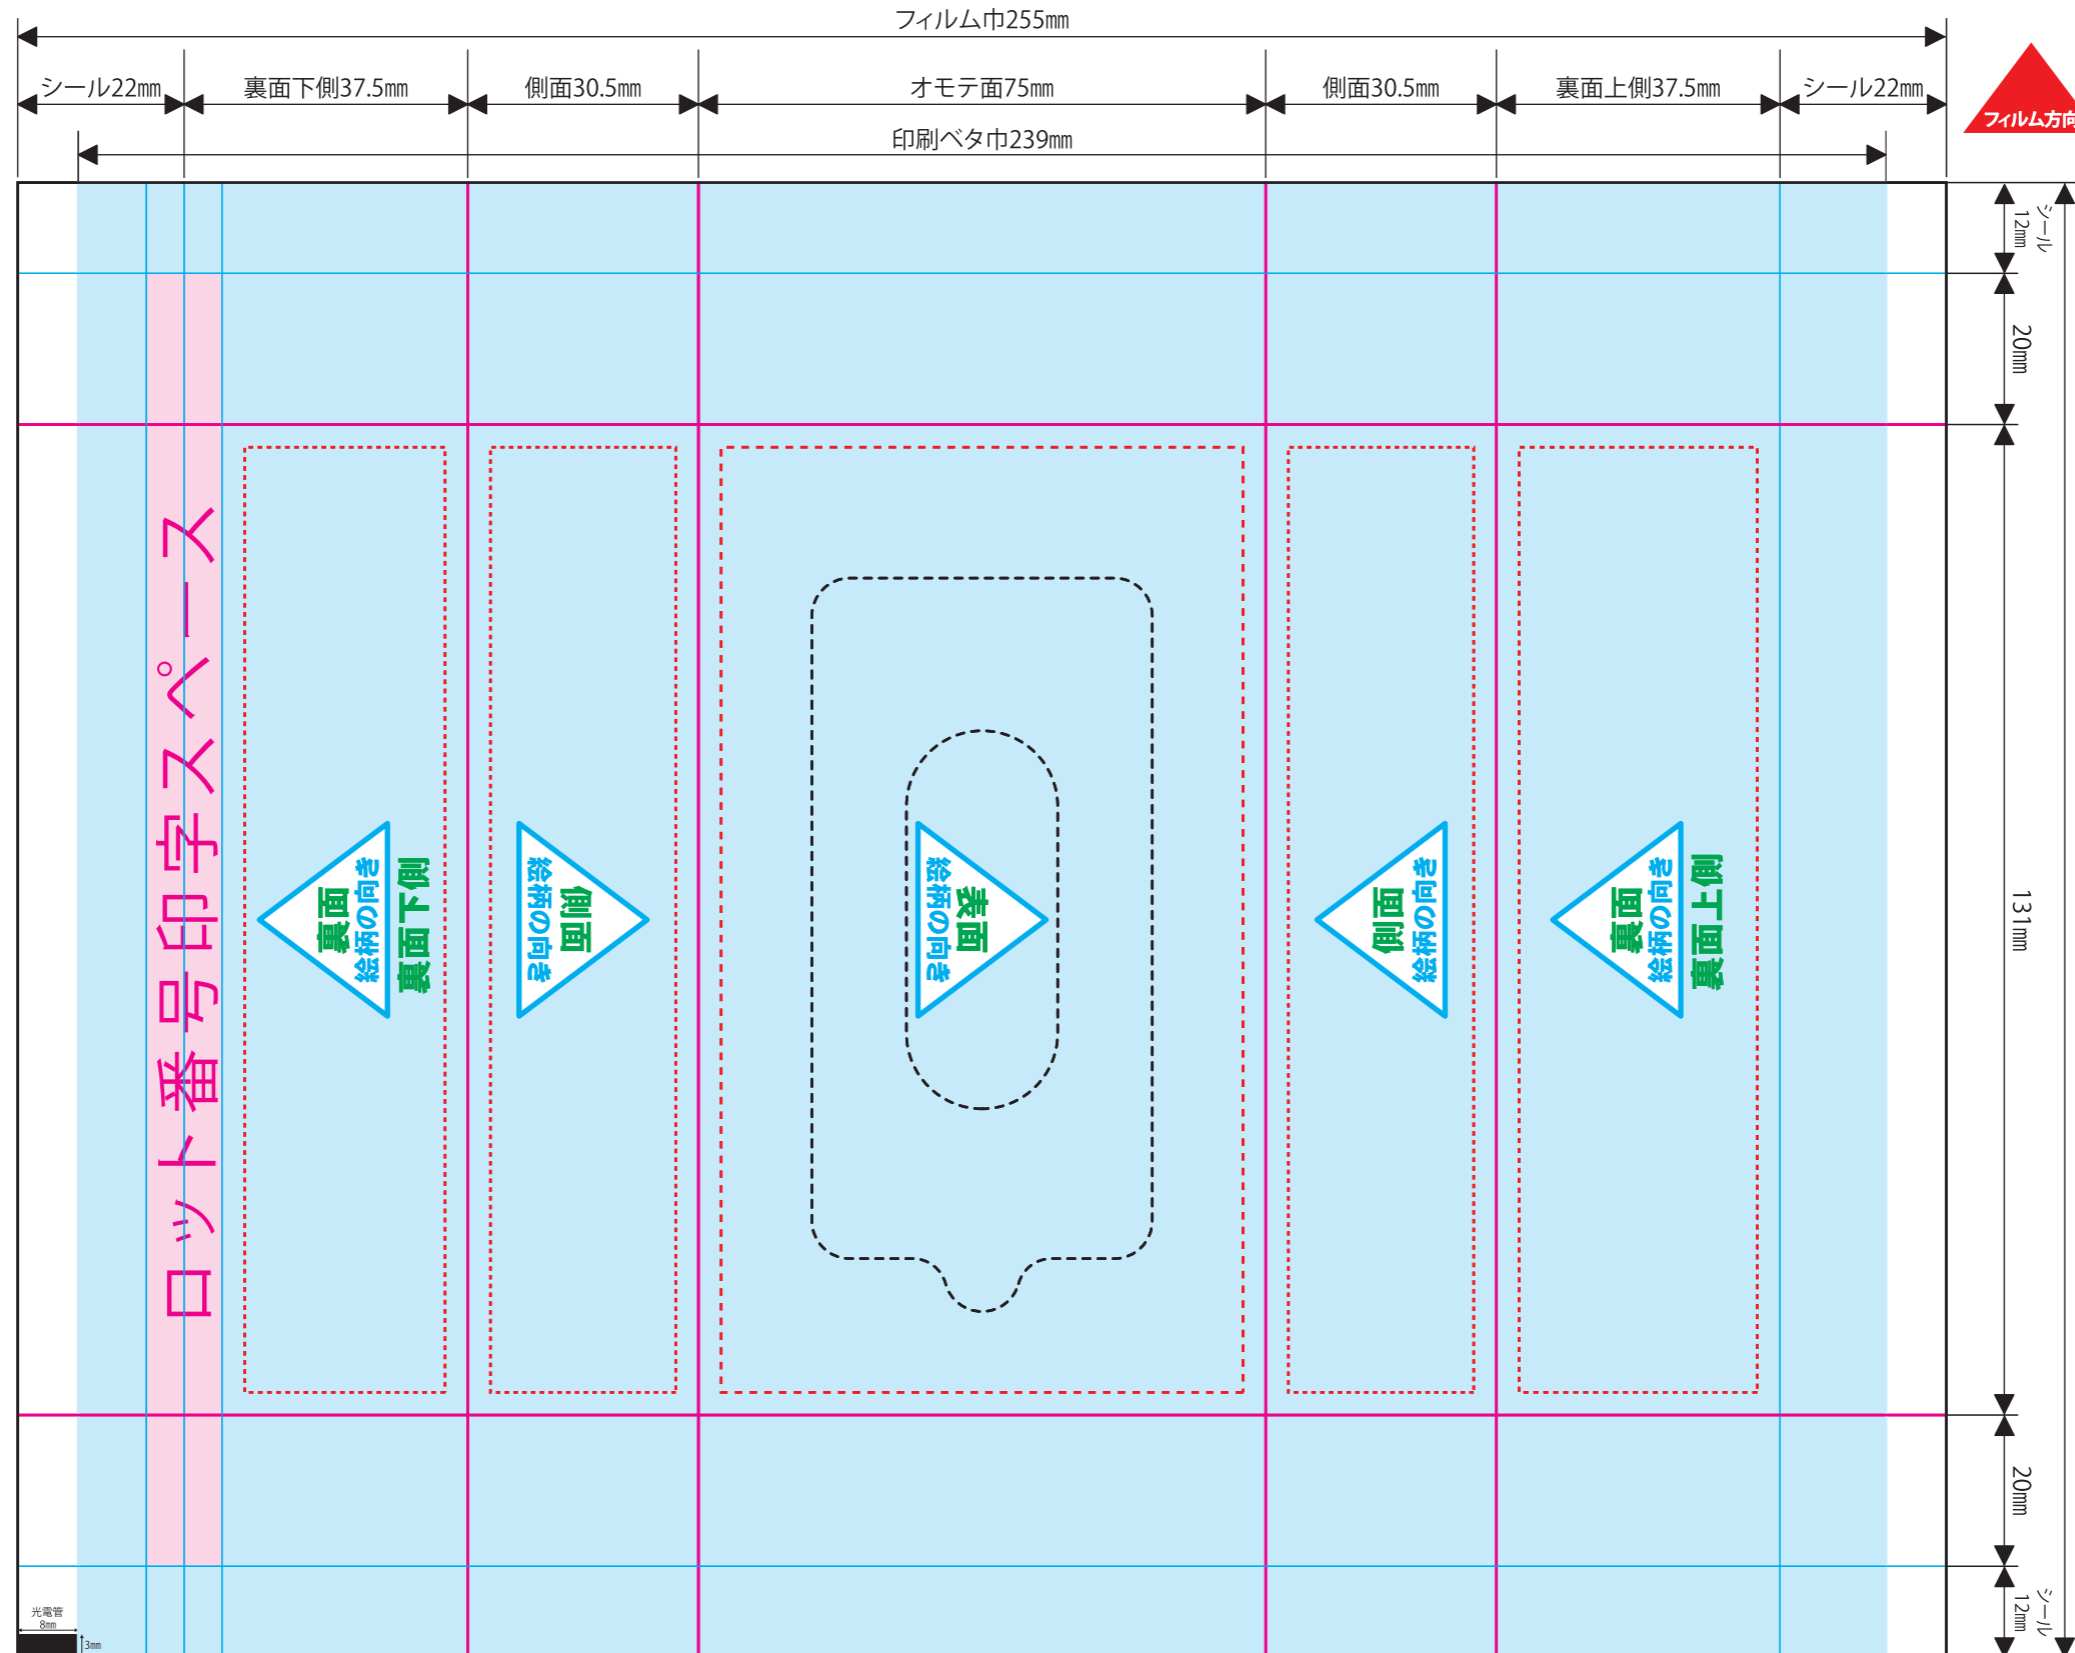 フィルム巾255㎜
シール22㎜
裏面下側37.5㎜
側面30.5㎜
オモテ面75㎜
側面30.5㎜
裏面上側37.5㎜
シール22㎜
フィルム方向
印刷ベタ巾239㎜
シール
12㎜
20㎜
131㎜
20㎜
シール
12㎜
ロット番号印字スペース
裏面
絵柄の向き
裏面下側
側面
絵柄の向き
表面
絵柄の向き
側面
絵柄の向き
裏面
絵柄の向き
裏面上側
光電管
8㎜
3㎜